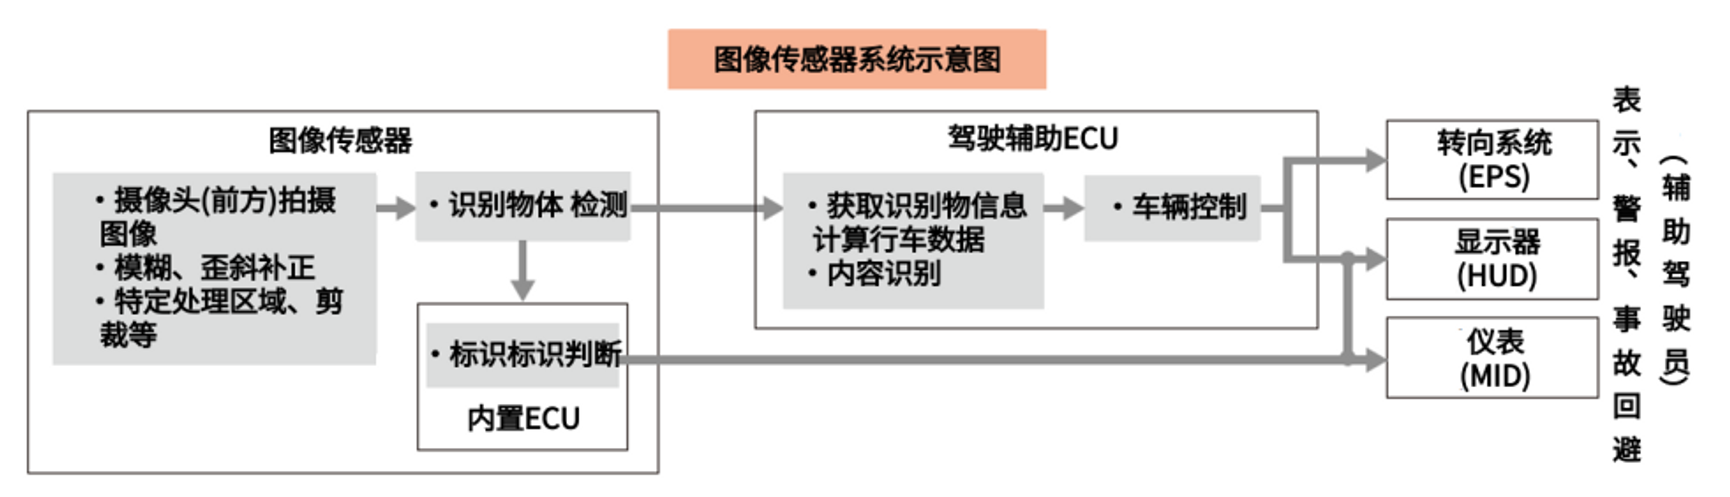 图像传感器系统示意图
图像传感器
・摄像头(前方)拍摄
图像
・模糊、歪斜补正
・特定处理区域、剪
裁等
・识别物体 检测
・标识标识判断
内置ECU
驾驶辅助ECU
・获取识别物信息
计算行车数据
・内容识别
・车辆控制
转向系统
(EPS)
显示器
(HUD)
仪表
(MID)
表示、警报、事故回避
(辅助驾驶员)